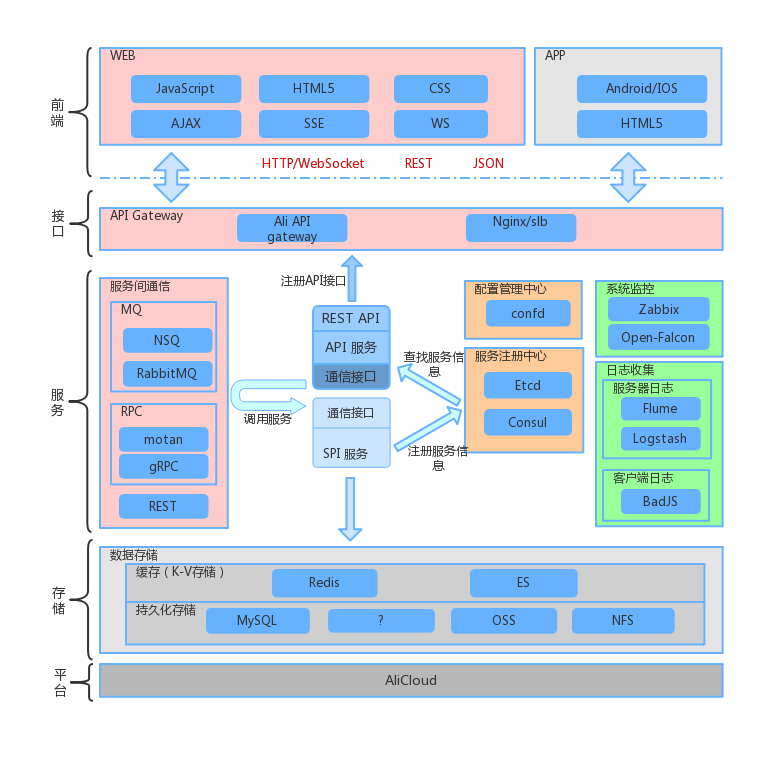 前端
WEB
JavaScript
HTML5
CSS
AJAX
SSE
WS
APP
Android/IOS
HTML5
HTTP/WebSocket
REST
JSON
接口
API Gateway
Ali API
gateway
Nginx/slb
服务
服务间通信
MQ
NSQ
RabbitMQ
RPC
motan
gRPC
REST
注册API接口
REST API
API 服务
通信接口
通信接口
SPI 服务
调用服务
查找服务信
息
注册服务信
息
配置管理中心
confd
服务注册中心
Etcd
Consul
系统监控
Zabbix
Open-Falcon
日志收集
服务器日志
Flume
Logstash
客户端日志
BadJS
存储
数据存储
缓存（K-V存储）
Redis
ES
持久化存储
MySQL
?
OSS
NFS
平台
AliCloud